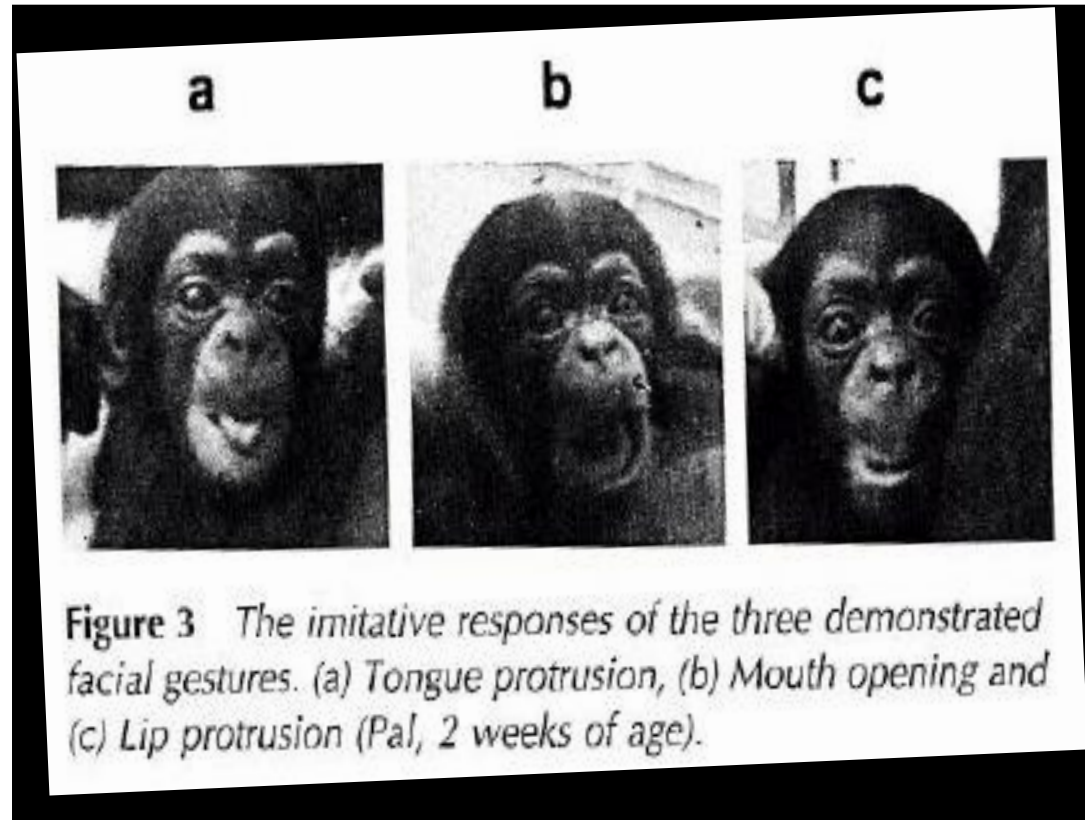 a b c
Figure 3 The imitative responses of the three demonstrated
facial gestures. (a) Tongue protrusion, (b) Mouth opening and
(c) Lip protrusion (Pal, 2 weeks of age).